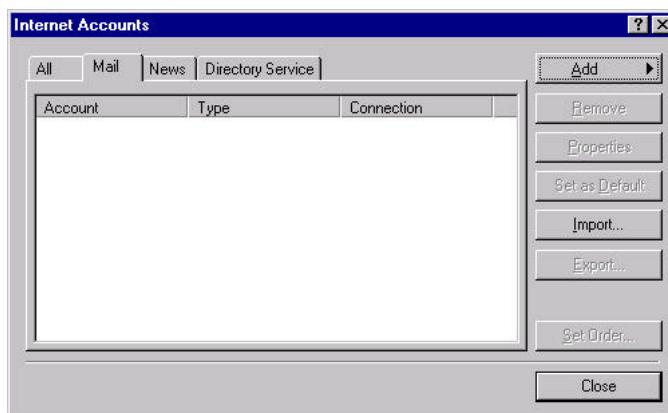 Internet Accounts
All Mail News Directory Service
Account Type Connection
Add
Remove
Properties
Set as Default
Import...
Export...
Set Order...
Close